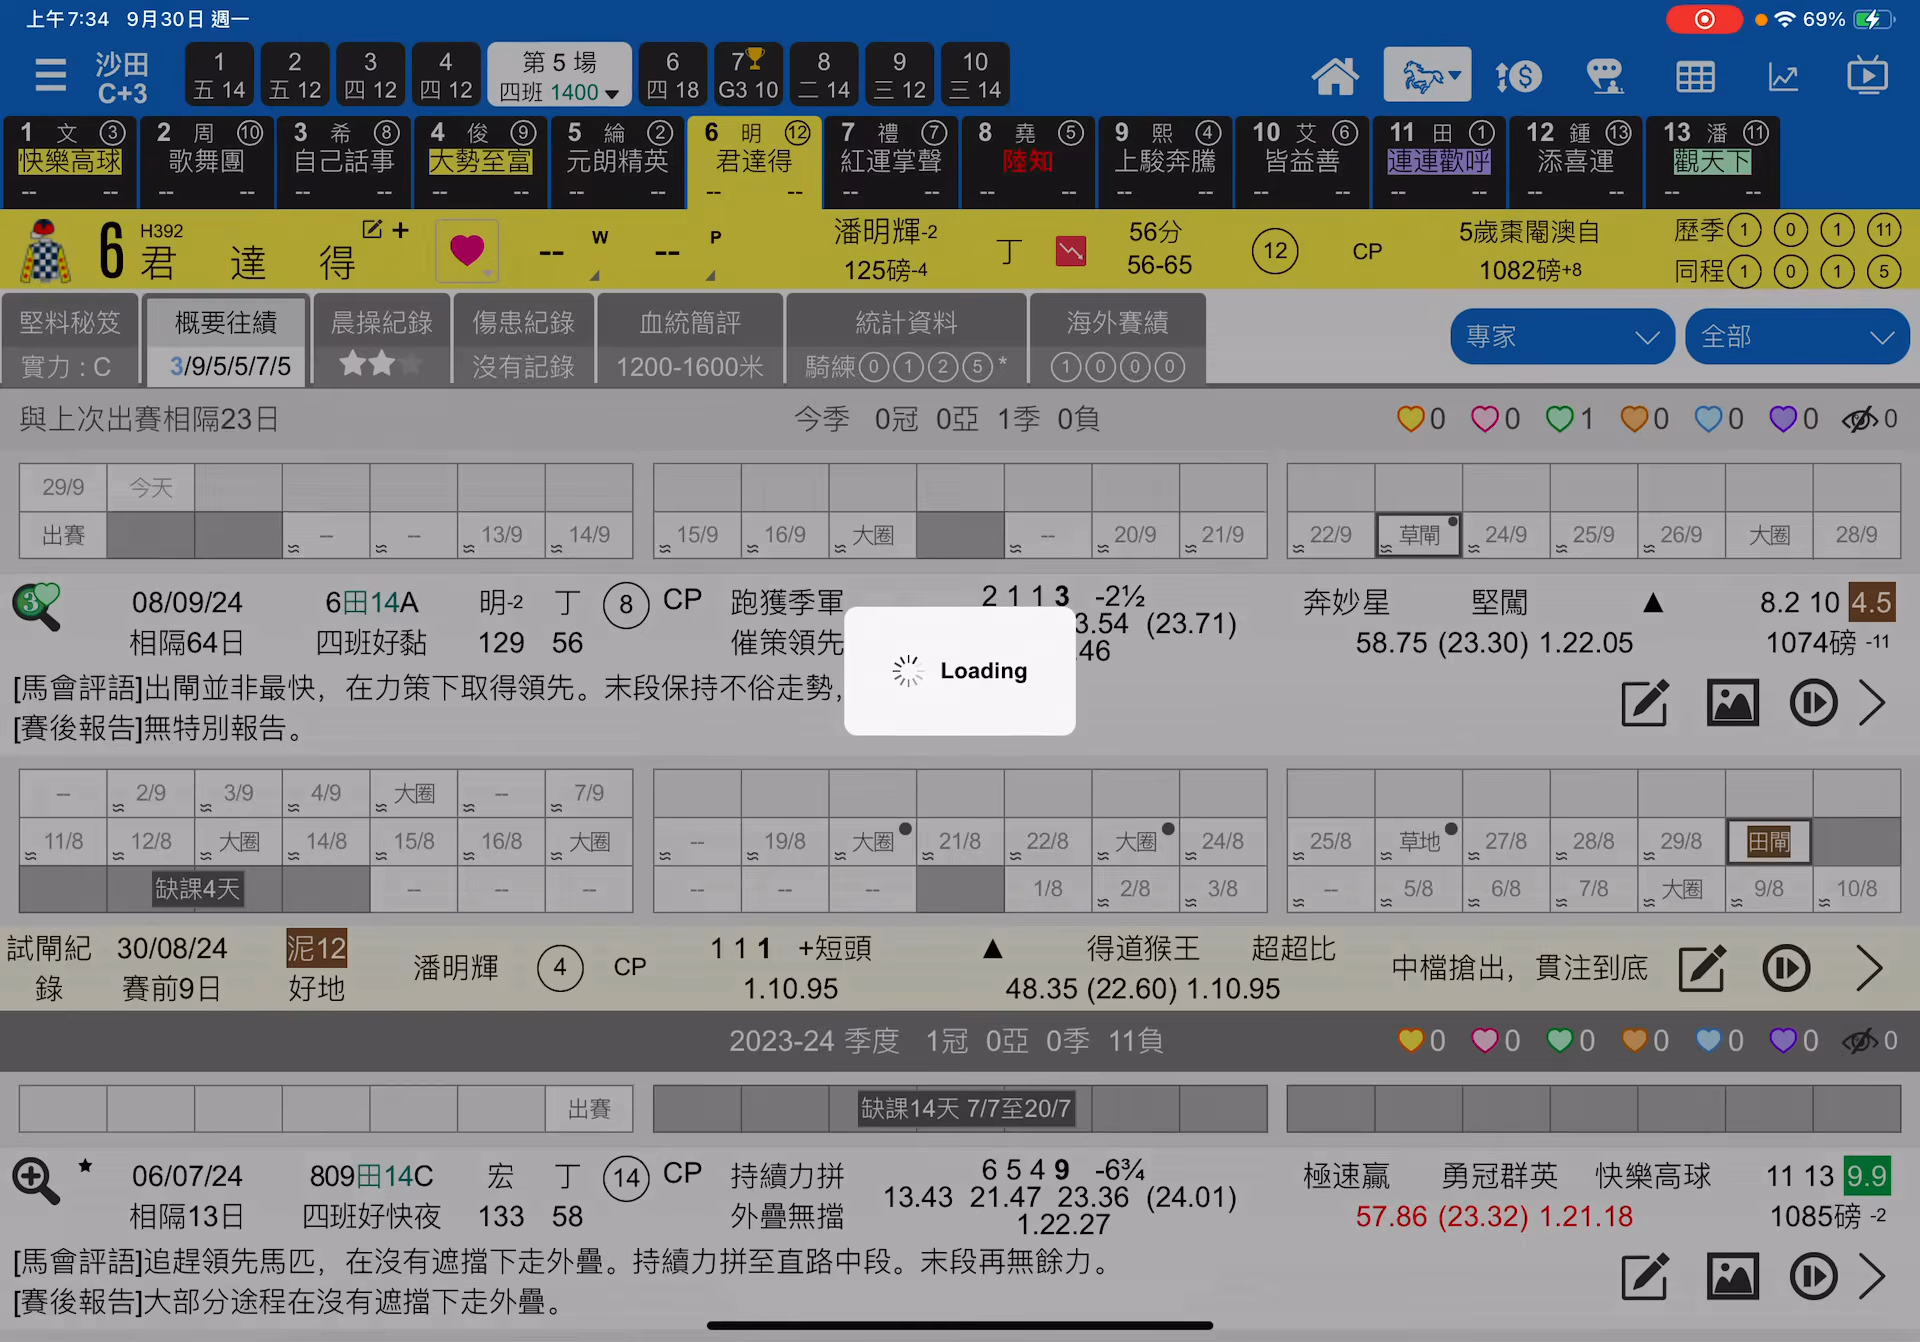 上午7:34 9月30日 週一
69%
沙田
C+3
1 2 3 4 第 5 場 6 7 8 9 10
五 14 五 12 四 12 四 12 四班 1400 四 18 G3 10 二 14 三 12 三 14
1 文 3 2 周 10 3 希 8 4 俊 9 5 綸 2 6 明 12 7 禮 7 8 堯 5 9 熙 4 10 艾 6 11 田 1 12 鍾 13 13 潘 11
快樂高球 歌舞團 自己話事 大勢至富 元朗精英 君達得 紅運掌聲 陸知 上駿奔騰 皆益善 連連歡呼 添喜運 觀天下
-- -- -- -- -- -- -- -- -- -- -- -- -- -- -- -- -- -- -- -- -- -- -- -- -- --
6 H392 + -- W -- P 潘明輝-2 丁 56分 12 CP 5歲棗閹澳自 歷季 1 0 1 11
君 達 得 125磅-4 56-65 1082磅+8 同程 1 0 1 5
堅料秘笈 概要往績 晨操紀錄 傷患紀錄 血統簡評 統計資料 海外賽績 專家 全部
實力 : C 3/9/5/5/7/5 沒有記錄 1200-1600米 騎練 0 1 2 5 * 1 0 0 0
與上次出賽相隔23日 今季 0冠 0亞 1季 0負 0 0 1 0 0 0 0
29/9 今天
出賽 -- -- 13/9 14/9 15/9 16/9 大圈 -- 20/9 21/9 22/9 草閘 24/9 25/9 26/9 大圈 28/9
3 08/09/24 6田14A 明-2 丁 8 CP 跑獲季軍 2 1 1 3 -2½ 奔妙星 堅闖 ▲ 8.2 10 4.5
3.54 (23.71)
相隔64日 四班好黏 129 56 催策領先 .46 58.75 (23.30) 1.22.05 1074磅 -11
[馬會評語]出閘並非最快，在力策下取得領先。末段保持不俗走勢，
[賽後報告]無特別報告。
Loading
-- 2/9 3/9 4/9 大圈 -- 7/9
11/8 12/8 大圈 14/8 15/8 16/8 大圈 -- 19/8 大圈 21/8 22/8 大圈 24/8 25/8 草地 27/8 28/8 29/8 田閘
缺課4天 -- -- -- -- -- -- 1/8 2/8 3/8 -- 5/8 6/8 7/8 大圈 9/8 10/8
試閘紀 30/08/24 泥12 潘明輝 4 CP 1 1 1 +短頭 ▲ 得道猴王 超超比 中檔搶出，貫注到底
錄 賽前9日 好地 1.10.95 48.35 (22.60) 1.10.95
2023-24 季度 1冠 0亞 0季 11負 0 0 0 0 0 0 0
出賽 缺課14天 7/7至20/7
★ 06/07/24 809田14C 宏 丁 14 CP 持續力拼 6 5 4 9 -6¾ 極速贏 勇冠群英 快樂高球 11 13 9.9
13.43 21.47 23.36 (24.01)
相隔13日 四班好快夜 133 58 外疊無擋 1.22.27 57.86 (23.32) 1.21.18 1085磅 -2
[馬會評語]追趕領先馬匹，在沒有遮擋下走外疊。持續力拼至直路中段。末段再無餘力。
[賽後報告]大部分途程在沒有遮擋下走外疊。